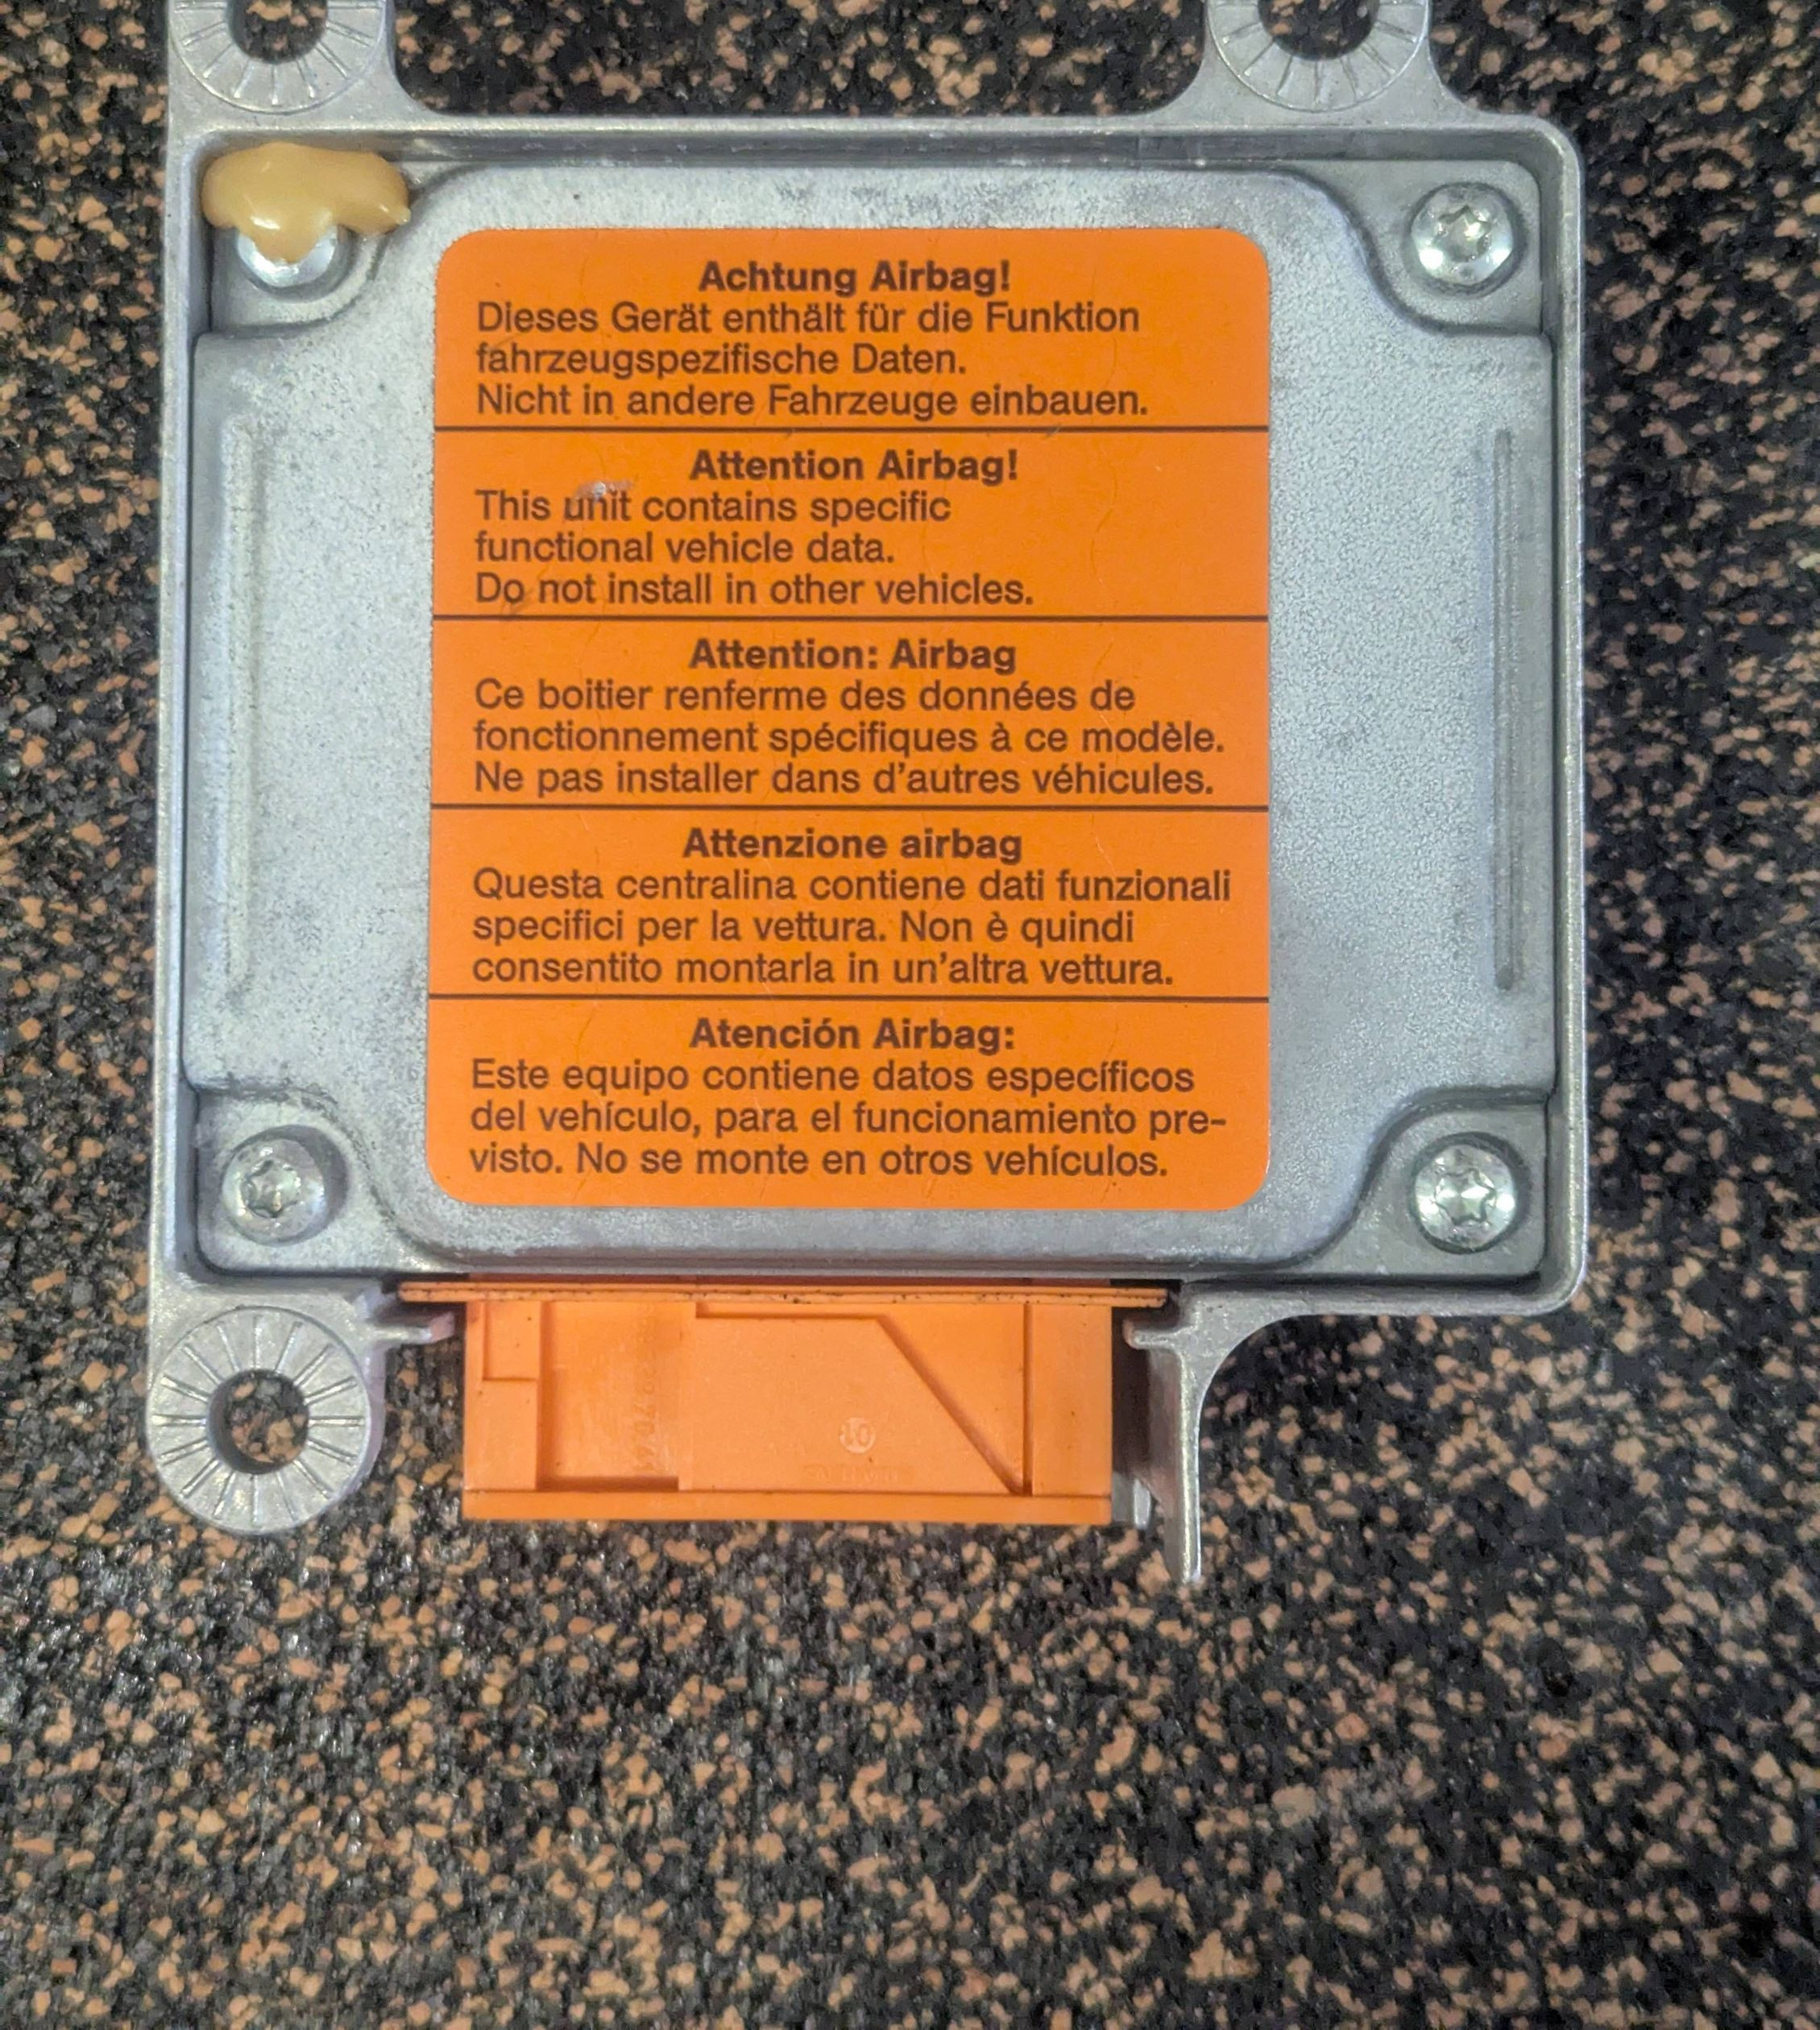 Achtung Airbag!
Dieses Gerät enthält für die Funktion
fahrzeugspezifische Daten.
Nicht in andere Fahrzeuge einbauen.
Attention Airbag!
This unit contains specific
functional vehicle data.
Do not install in other vehicles.
Attention: Airbag
Ce boitier renferme des données de
fonctionnement spécifiques à ce modèle.
Ne pas installer dans d'autres véhicules.
Attenzione airbag
Questa centralina contiene dati funzionali
specifici per la vettura. Non è quindi
consentito montarla in un'altra vettura.
Atención Airbag:
Este equipo contiene datos específicos
del vehículo, para el funcionamiento pre-
visto. No se monte en otros vehículos.